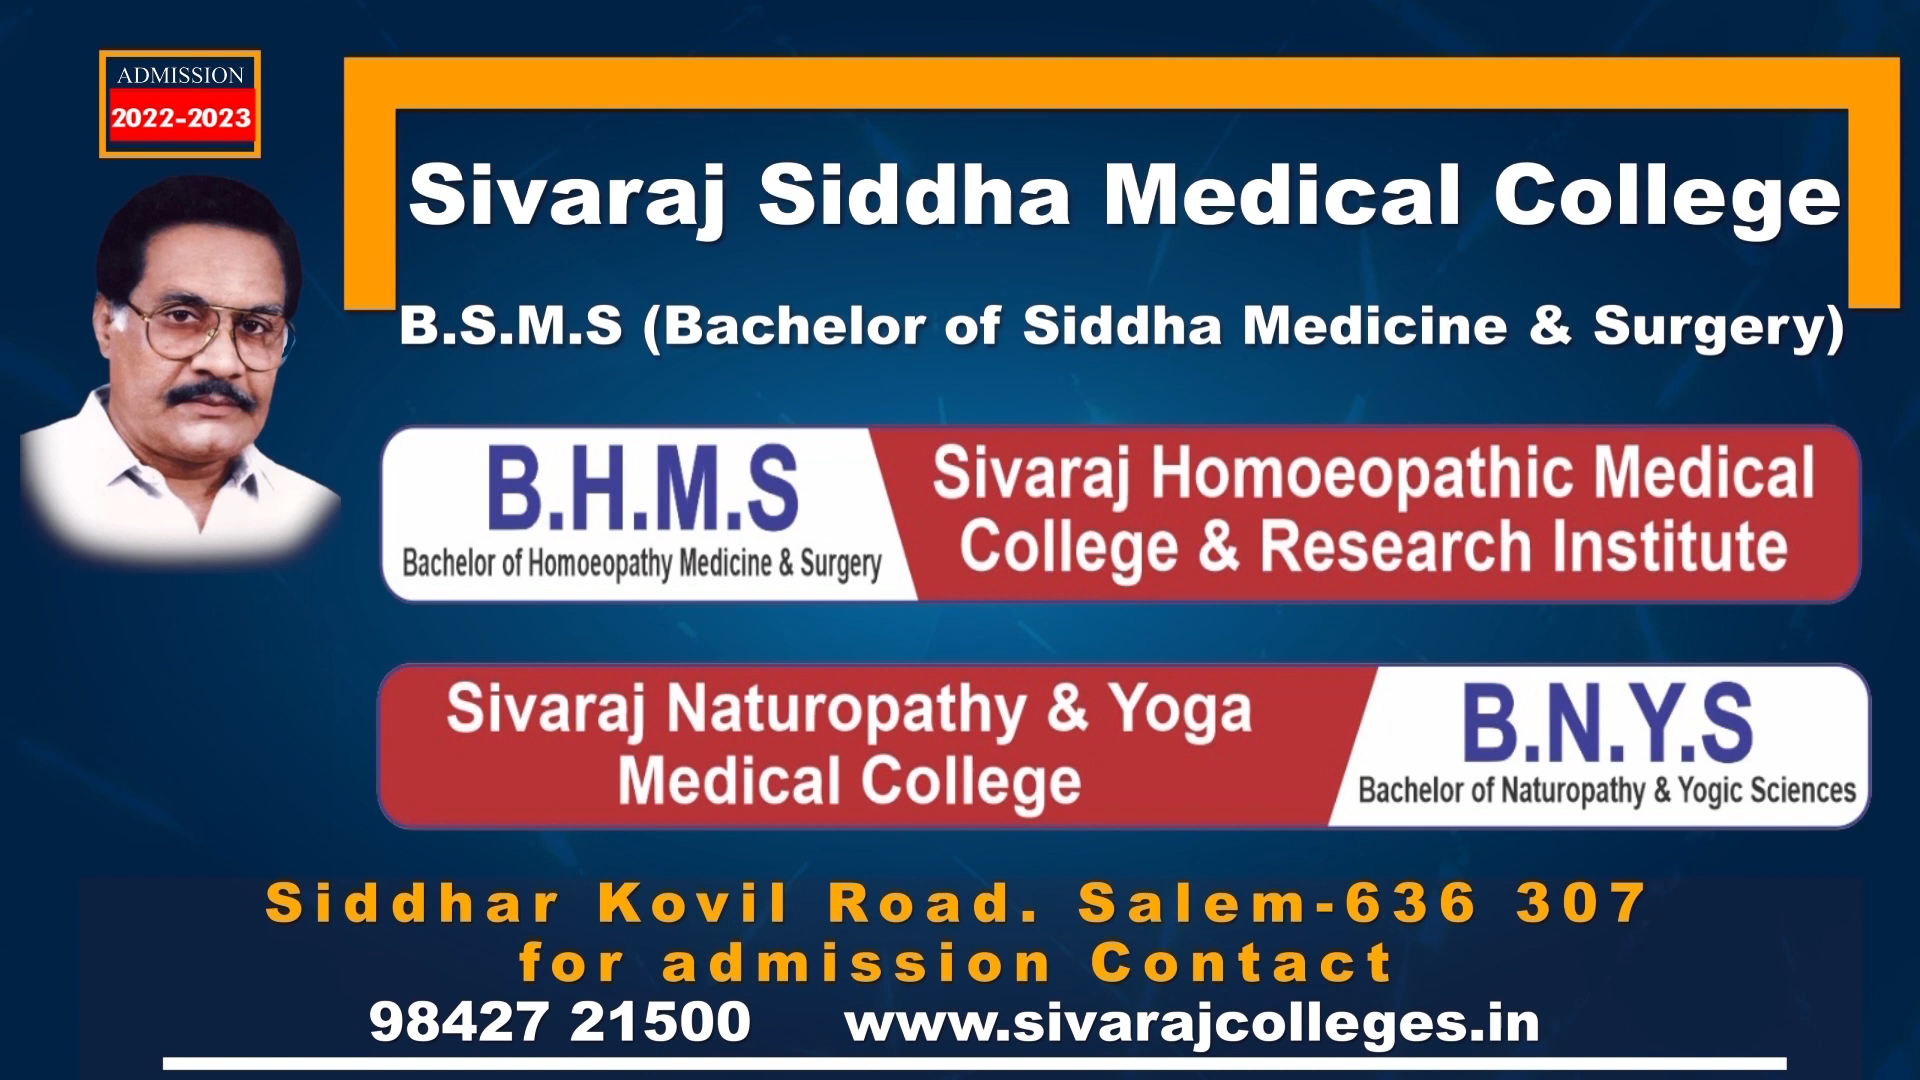 ADMISSION
2022-2023
Sivaraj Siddha Medical College
B.S.M.S (Bachelor of Siddha Medicine & Surgery)
B.H.M.S
Bachelor of Homoeopathy Medicine & Surgery
Sivaraj Homoeopathic Medical
College & Research Institute
Sivaraj Naturopathy & Yoga
Medical College
B.N.Y.S
Bachelor of Naturopathy & Yogic Sciences
Siddhar Kovil Road. Salem-636 307
for admission Contact
98427 21500 www.sivarajcolleges.in